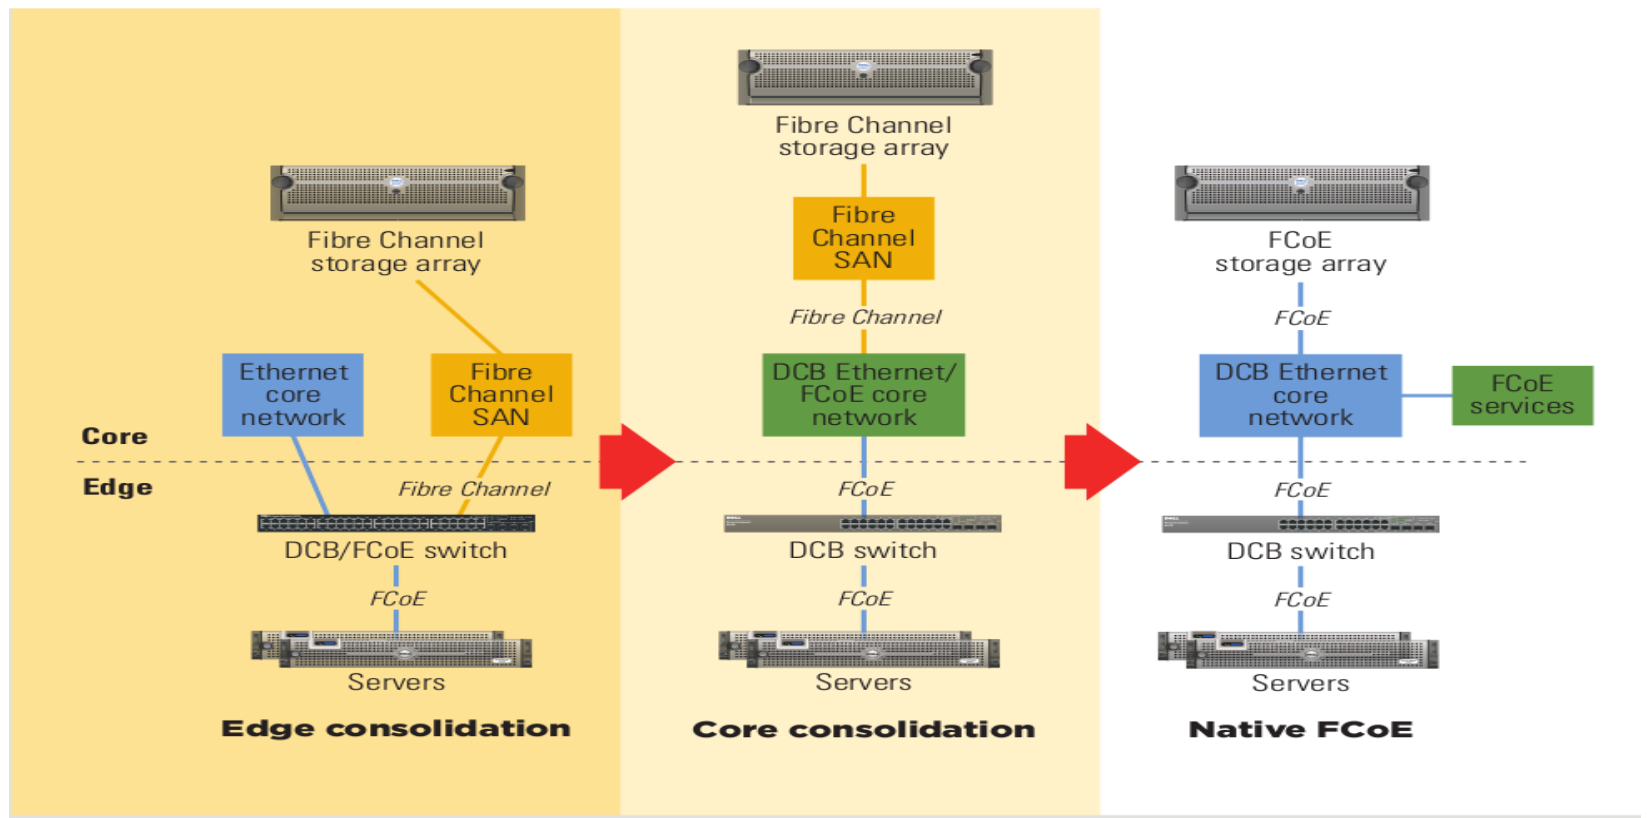 Fibre Channel
storage array
Ethernet
core
network
Fibre
Channel
SAN
Core
Edge
Fibre Channel
DCB/FCoE switch
FCoE
Servers
Edge consolidation
Fibre Channel
storage array
Fibre
Channel
SAN
Fibre Channel
DCB Ethernet/
FCoE core
network
FCoE
DCB switch
FCoE
Servers
Core consolidation
FCoE
storage array
FCoE
DCB Ethernet
core
network
FCoE
services
FCoE
DCB switch
FCoE
Servers
Native FCoE